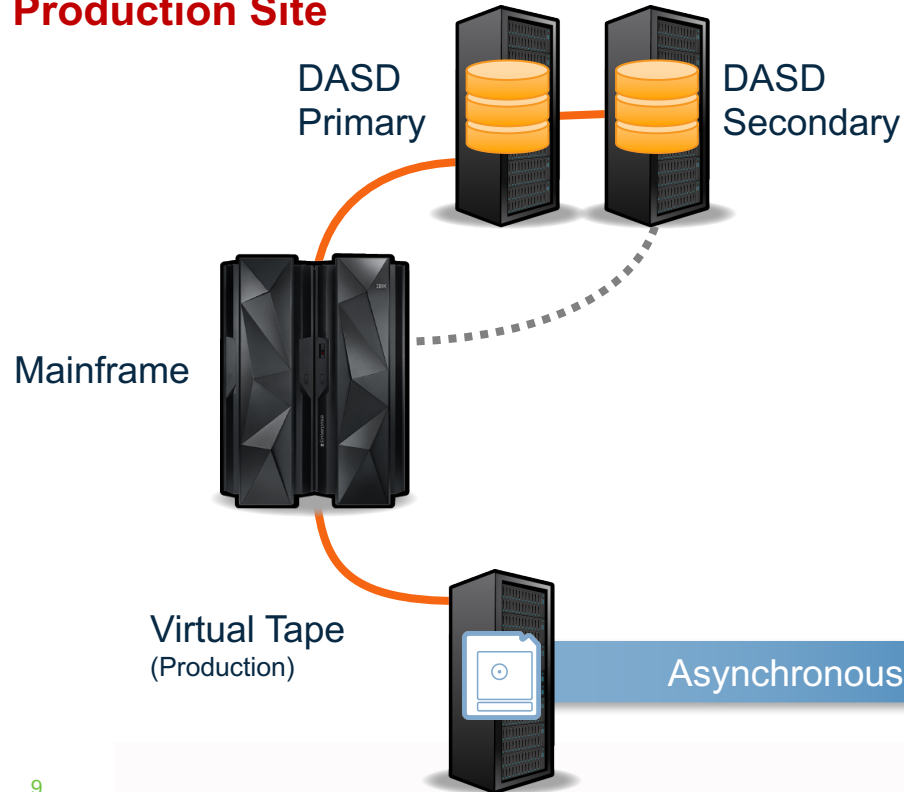 Production Site
DASD
Primary
DASD
Secondary
Mainframe
Virtual Tape
(Production)
Asynchronous
9